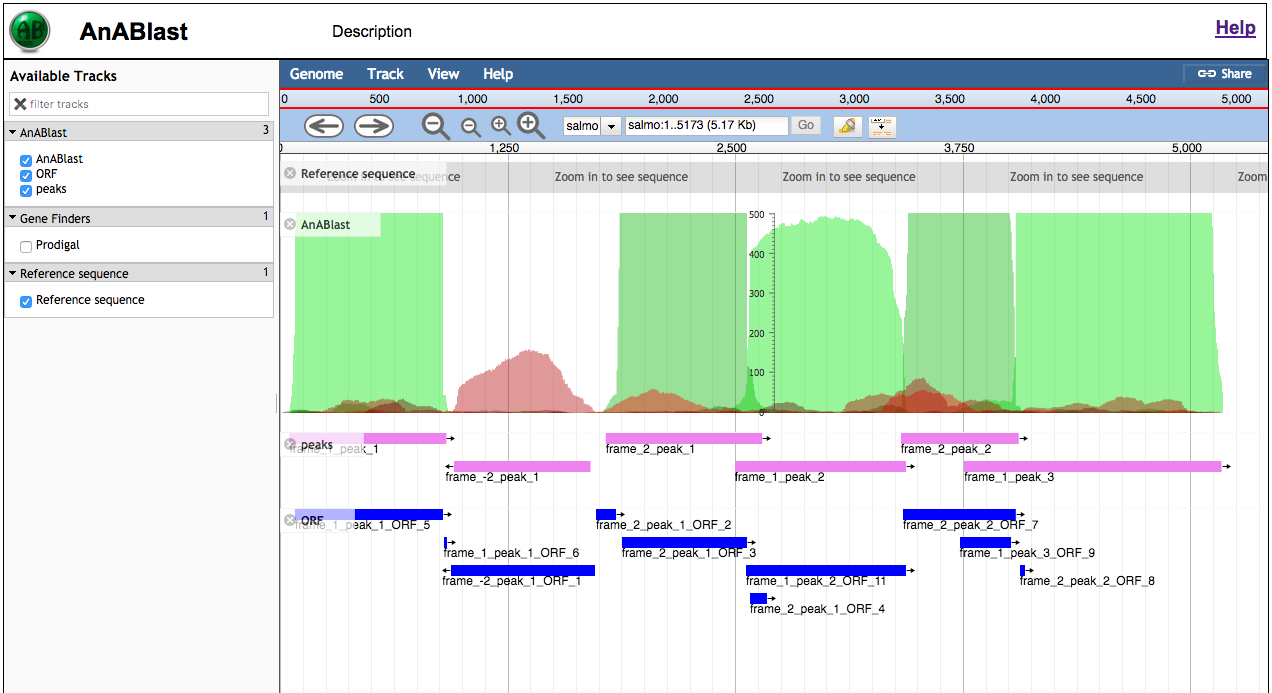 AB AnABlast Description Help
Available Tracks
filter tracks
AnABlast 3
AnABlast
ORF
peaks
Gene Finders 1
Prodigal
Reference sequence 1
Reference sequence
Genome Track View Help Share
0 500 1,000 1,500 2,000 2,500 3,000 3,500 4,000 4,500 5,000
salmo salmo:1..5173 (5.17 Kb) Go
0 1,250 2,500 3,750 5,000
Reference sequence Zoom in to see sequence Zoom in to see sequence Zoom in to see sequence Zoom in to see sequence Zoom
AnABlast
500
400
300
200
100
0
peaks
frame_1_peak_1 frame_2_peak_1 frame_2_peak_2
frame_-2_peak_1 frame_1_peak_2 frame_1_peak_3
ORF
frame_1_peak_1_ORF_5 frame_2_peak_1_ORF_2 frame_2_peak_2_ORF_7
frame_1_peak_1_ORF_6 frame_2_peak_1_ORF_3 frame_1_peak_3_ORF_9
frame_-2_peak_1_ORF_1 frame_1_peak_2_ORF_11 frame_2_peak_2_ORF_8
frame_2_peak_1_ORF_4